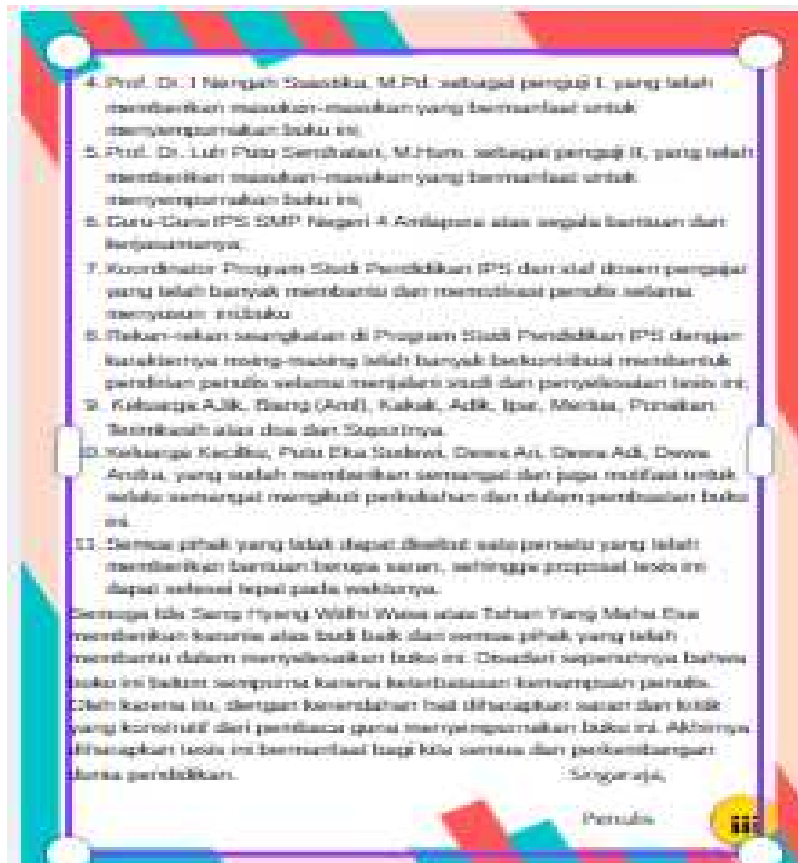 4. Prof. Dr. I Nengah Suastika, M.Pd. sebagai penguji I, yang telah
memberikan masukan-masukan yang bermanfaat untuk
menyempurnakan buku ini;
5. Prof. Dr. Luh Putu Sendratari, M.Hum. sebagai penguji II, yang telah
memberikan masukan-masukan yang bermanfaat untuk
menyempurnakan buku ini;
6. Guru-Guru IPS SMP Negeri 4 Amlapura atas segala bantuan dan
kerjasamanya.
7. Koordinator Program Studi Pendidikan IPS dan staf dosen pengajar
yang telah banyak membantu dan memotivasi penulis selama
menyusun ini buku
8. Rekan-rekan seangkatan di Program Studi Pendidikan IPS dengan
karakternya masing-masing telah banyak berkontribusi membentuk
pendirian penulis selama menjalani studi dan penyelesaian tesis ini.
9. Keluarga Ajik, Biang (Aml), Kakak, Adik, Ipar, Mertua, Ponakan
Terimkasih atas doa dan Suportnya
10. Keluarga Kecilku, Putu Eka Sudewi, Dewa Ari, Dewa Adi, Dewa
yang sudah memberikan semangat dan juga motifasi untuk
selalu semangat mengikuti perkuliahan dan dalam pembuatan buku
ini
11. Semua pihak yang tidak dapat disebut satu persatu yang telah
memberikan bantuan berupa saran, sehingga proposal tesis ini
dapat selesai tepat pada waktunya.
Semoga Ida Sang Hyang Widhi Wasa atau Tuhan Yang Maha Esa
memberikan karunia atas budi baik dari semua pihak yang telah
membantu dalam menyelesaikan buku ini. Disadari sepenuhnya bahwa
buku ini belum sempurna karena keterbatasan kemampuan penulis.
Oleh karena itu, dengan kerendahan hati diharapkan saran dan kritik
yang konstrutif dari pembaca guna menyempurnakan buku ini. Akhirnya
diharapkan tesis ini bermanfaat bagi kita semua dan perkembangan
dunia pendidikan.
Singaraja,
Penulis
iii